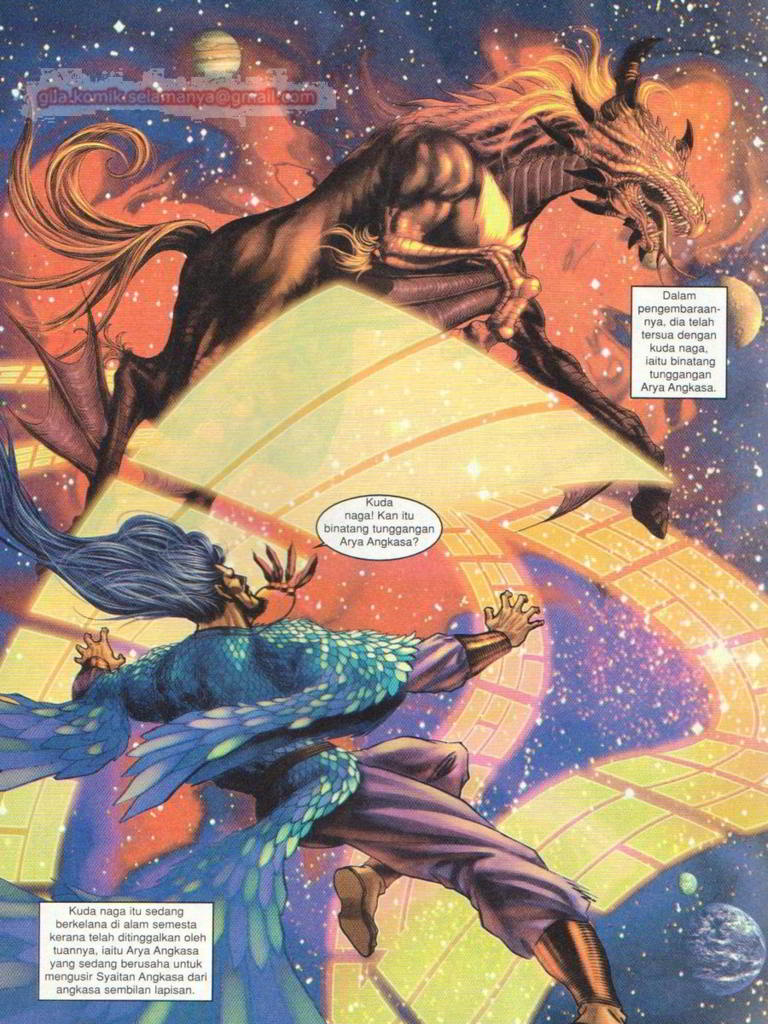 gila.komik.selamanya@gmail.com
Dalam
pengembaraan-
nya, dia telah
tersua dengan
kuda naga,
iaitu binatang
tunggangan
Arya Angkasa.
Kuda
naga! Kan itu
binatang tunggangan
Arya Angkasa?
Kuda naga itu sedang
berkelana di alam semesta
kerana telah ditinggalkan oleh
tuannya, iaitu Arya Angkasa
yang sedang berusaha untuk
mengusir Syaitan Angkasa dari
angkasa sembilan lapisan.